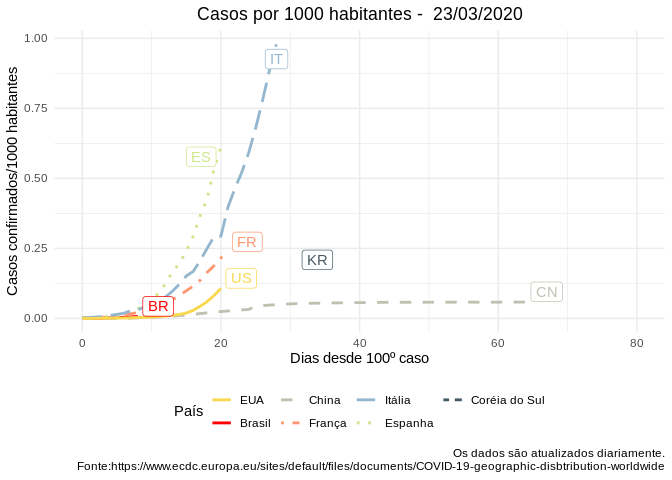 Casos por 1000 habitantes -  23/03/2020
Casos confirmados/1000 habitantes
1.00
0.75
0.50
0.25
0.00
IT
ES
FR
KR
US
CN
BR
0
20
40
60
80
Dias desde 100º caso
País
EUA
China
Itália
Coréia do Sul
Brasil
França
Espanha
Os dados são atualizados diariamente.
Fonte:https://www.ecdc.europa.eu/sites/default/files/documents/COVID-19-geographic-disbtribution-worldwide